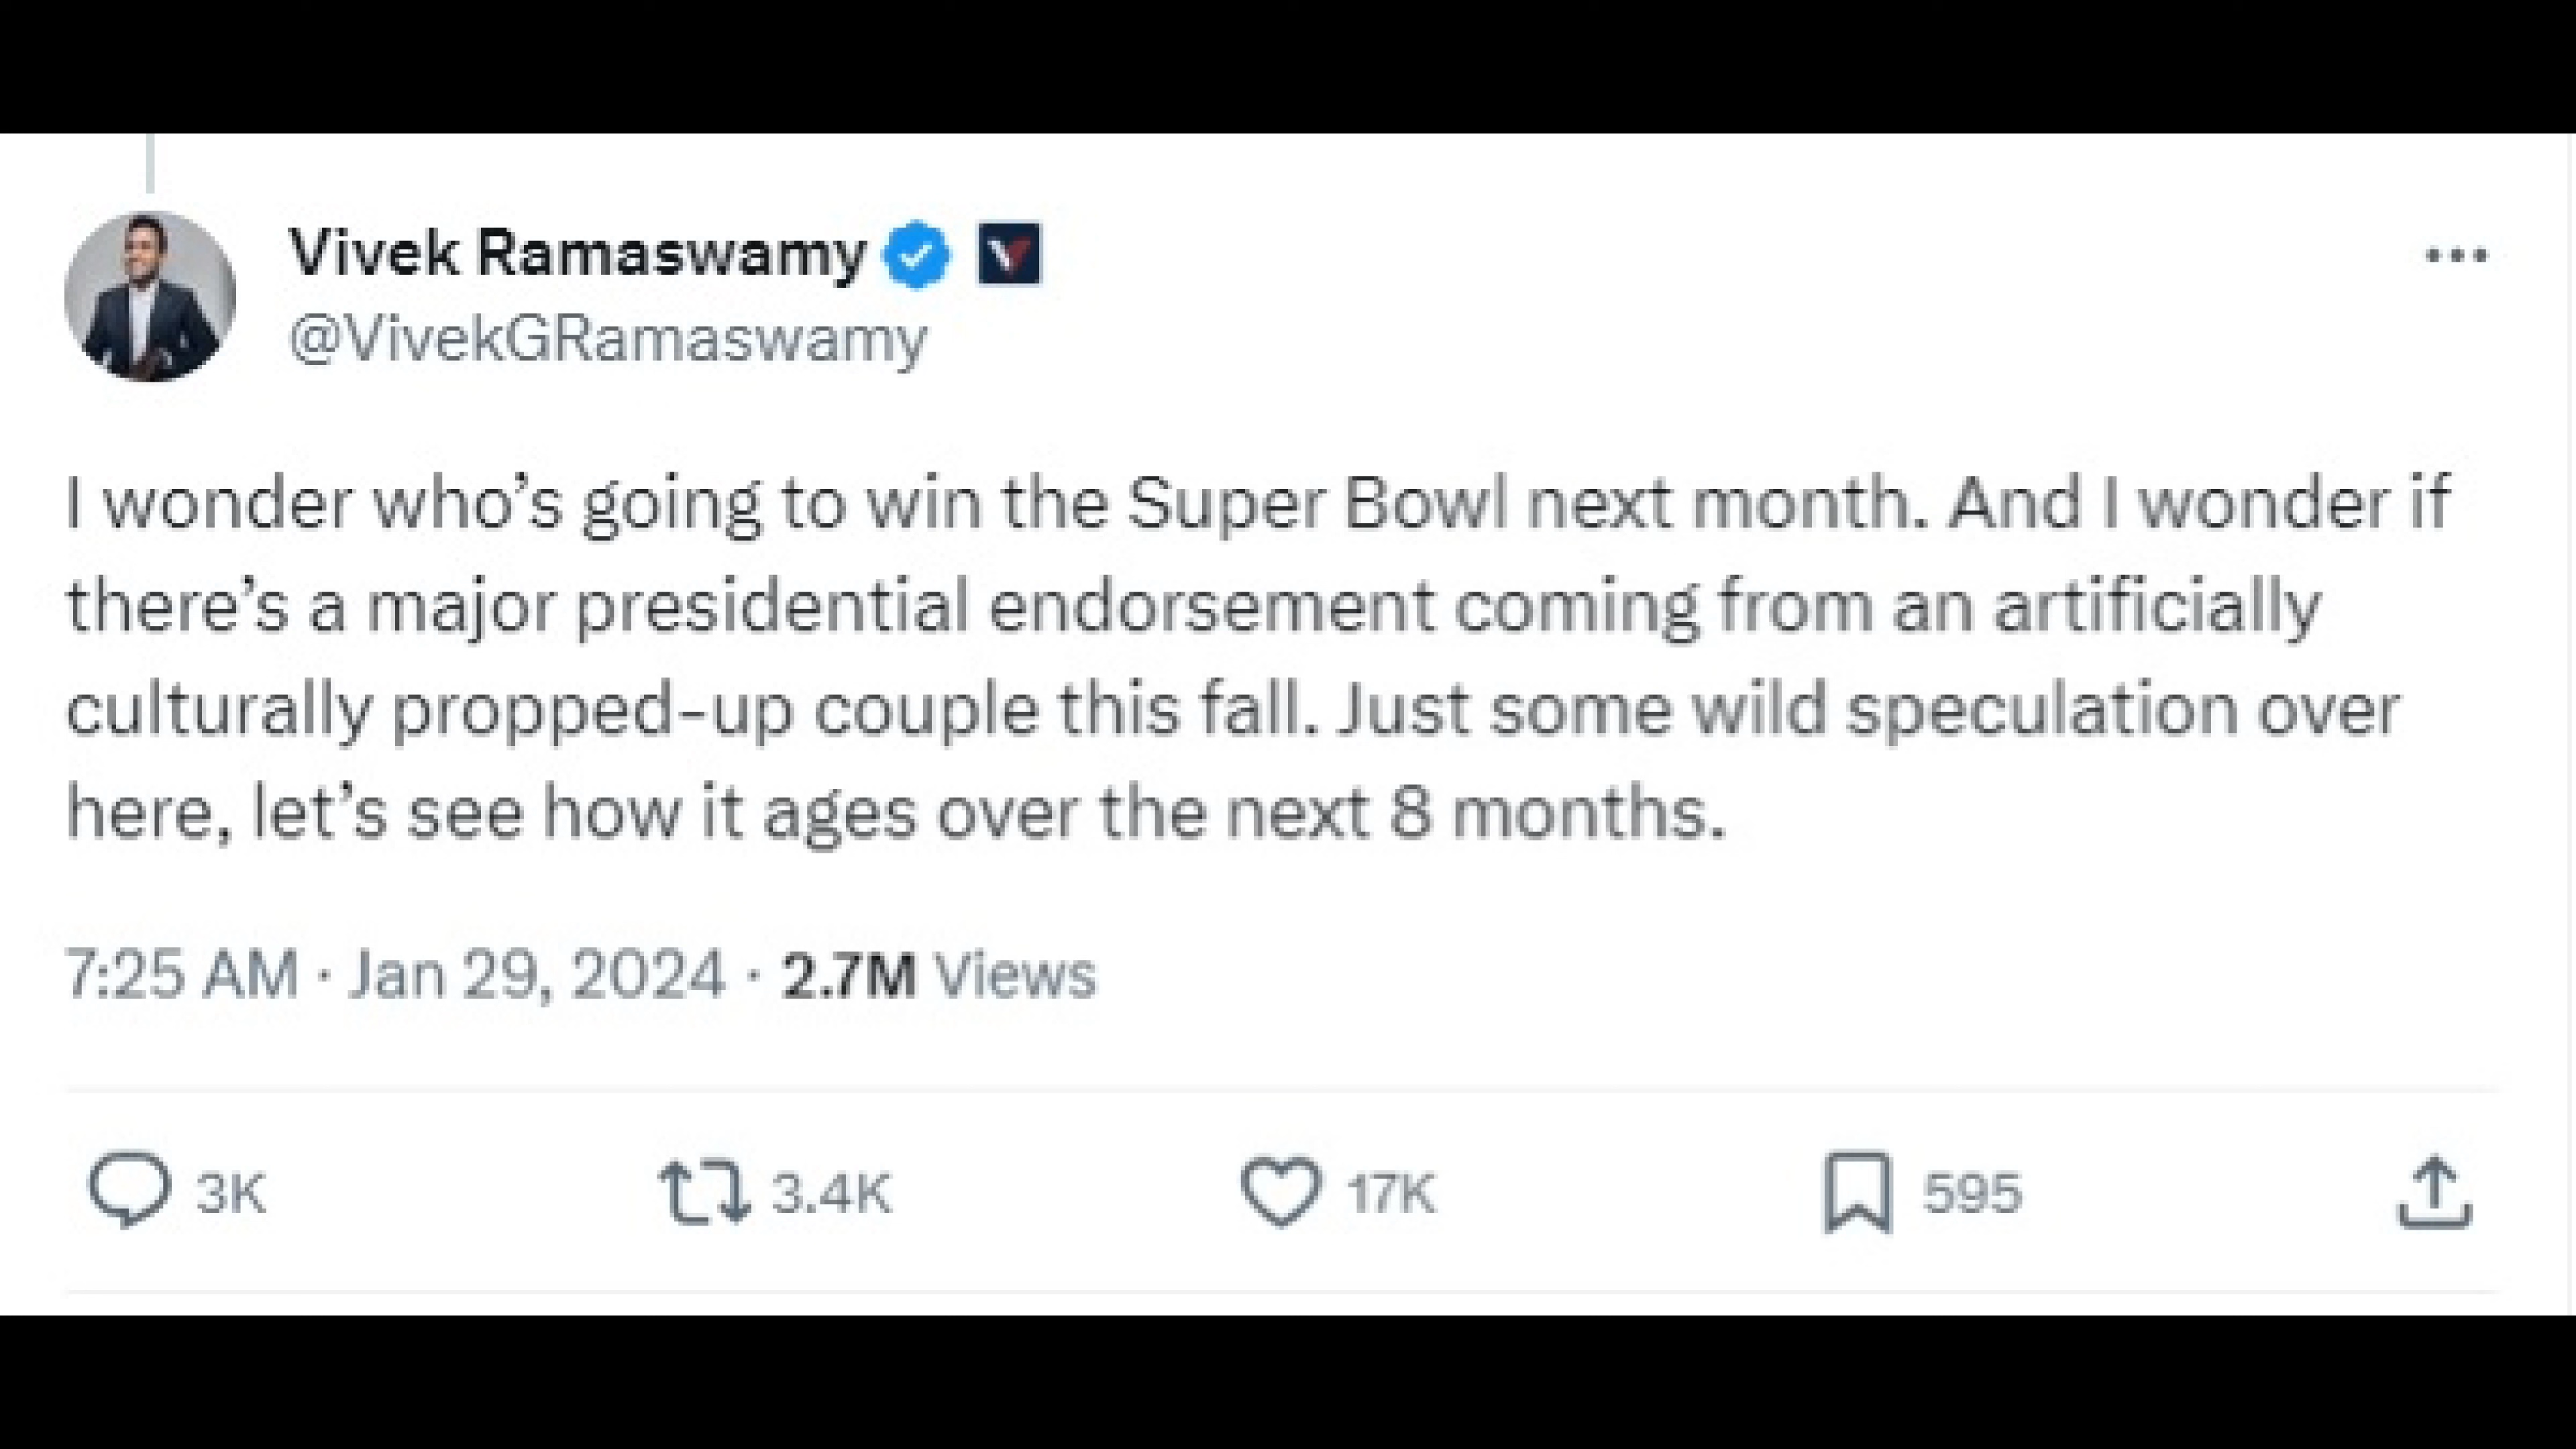 Vivek Ramaswamy
@VivekGRamaswamy
I wonder who’s going to win the Super Bowl next month. And I wonder if
there’s a major presidential endorsement coming from an artificially
culturally propped-up couple this fall. Just some wild speculation over
here, let’s see how it ages over the next 8 months.
7:25 AM · Jan 29, 2024 · 2.7M Views
3K 3.4K 17K 595